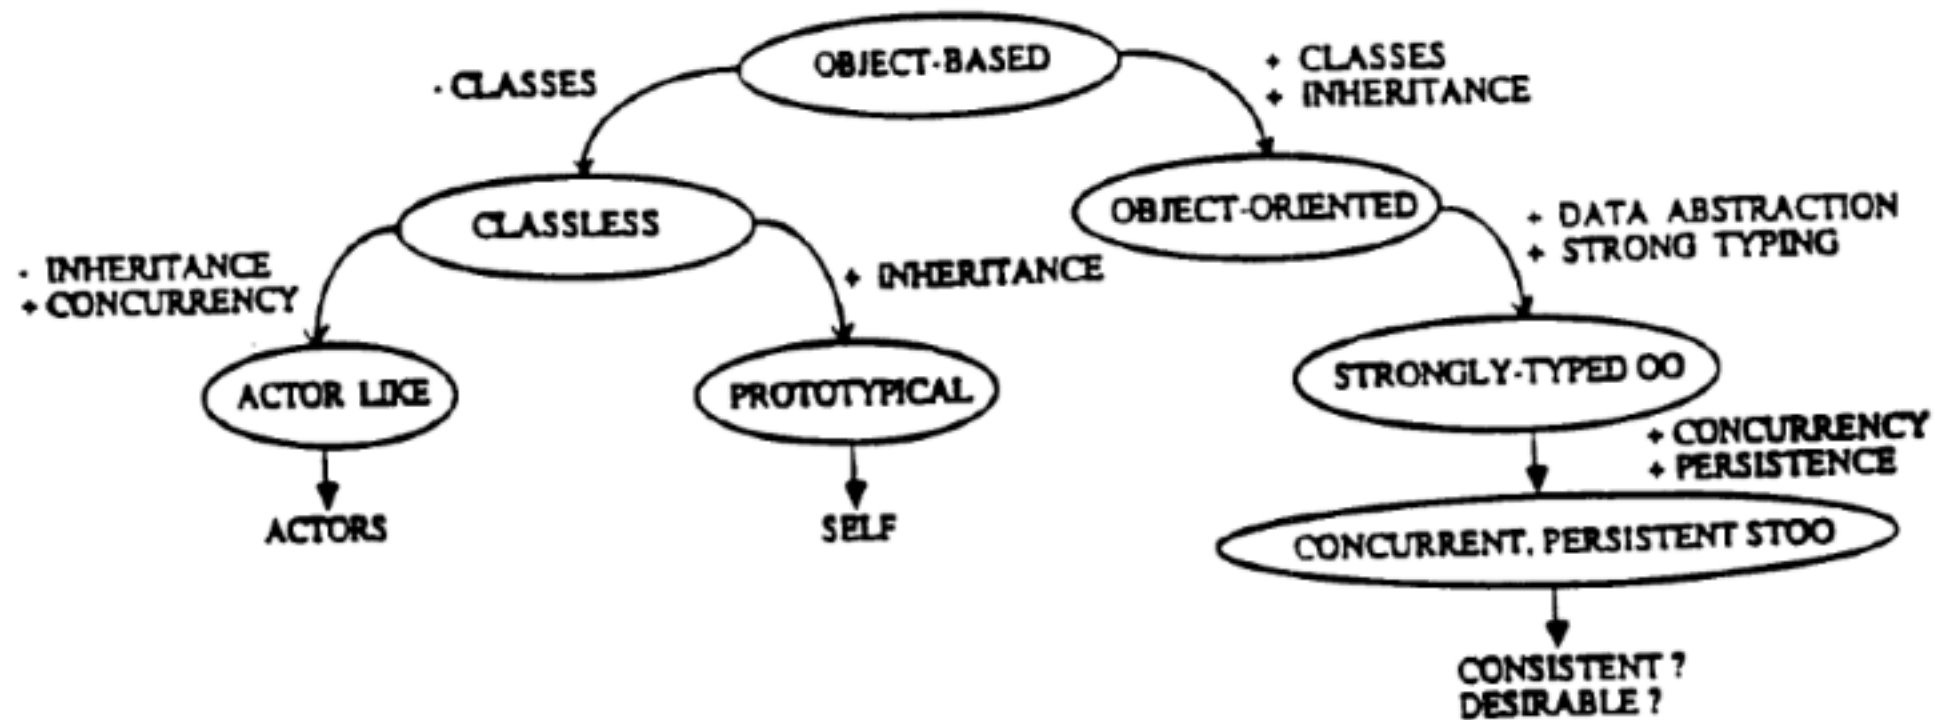 OBJECT-BASED
- CLASSES
+ CLASSES
+ INHERITANCE
CLASSLESS
OBJECT-ORIENTED
- INHERITANCE
+ CONCURRENCY
+ INHERITANCE
+ DATA ABSTRACTION
+ STRONG TYPING
ACTOR LIKE
PROTOTYPICAL
STRONGLY-TYPED OO
+ CONCURRENCY
+ PERSISTENCE
ACTORS
SELF
CONCURRENT, PERSISTENT STOO
CONSISTENT ?
DESIRABLE ?